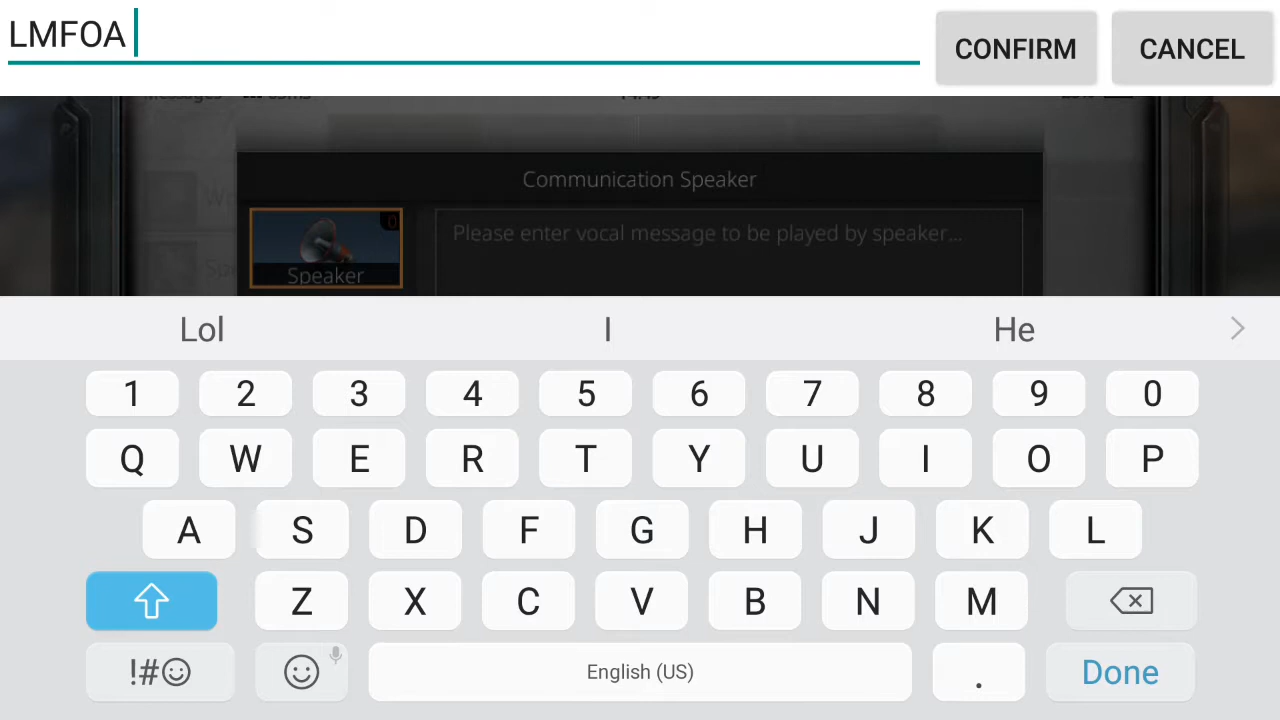 LMFOA
CONFIRM
CANCEL
Communication Speaker
0
Please enter vocal message to be played by speaker...
Speaker
Lol
I
He
1 2 3 4 5 6 7 8 9 0
Q W E R T Y U I O P
A S D F G H J K L
Z X C V B N M
!#
English (US)
.
Done